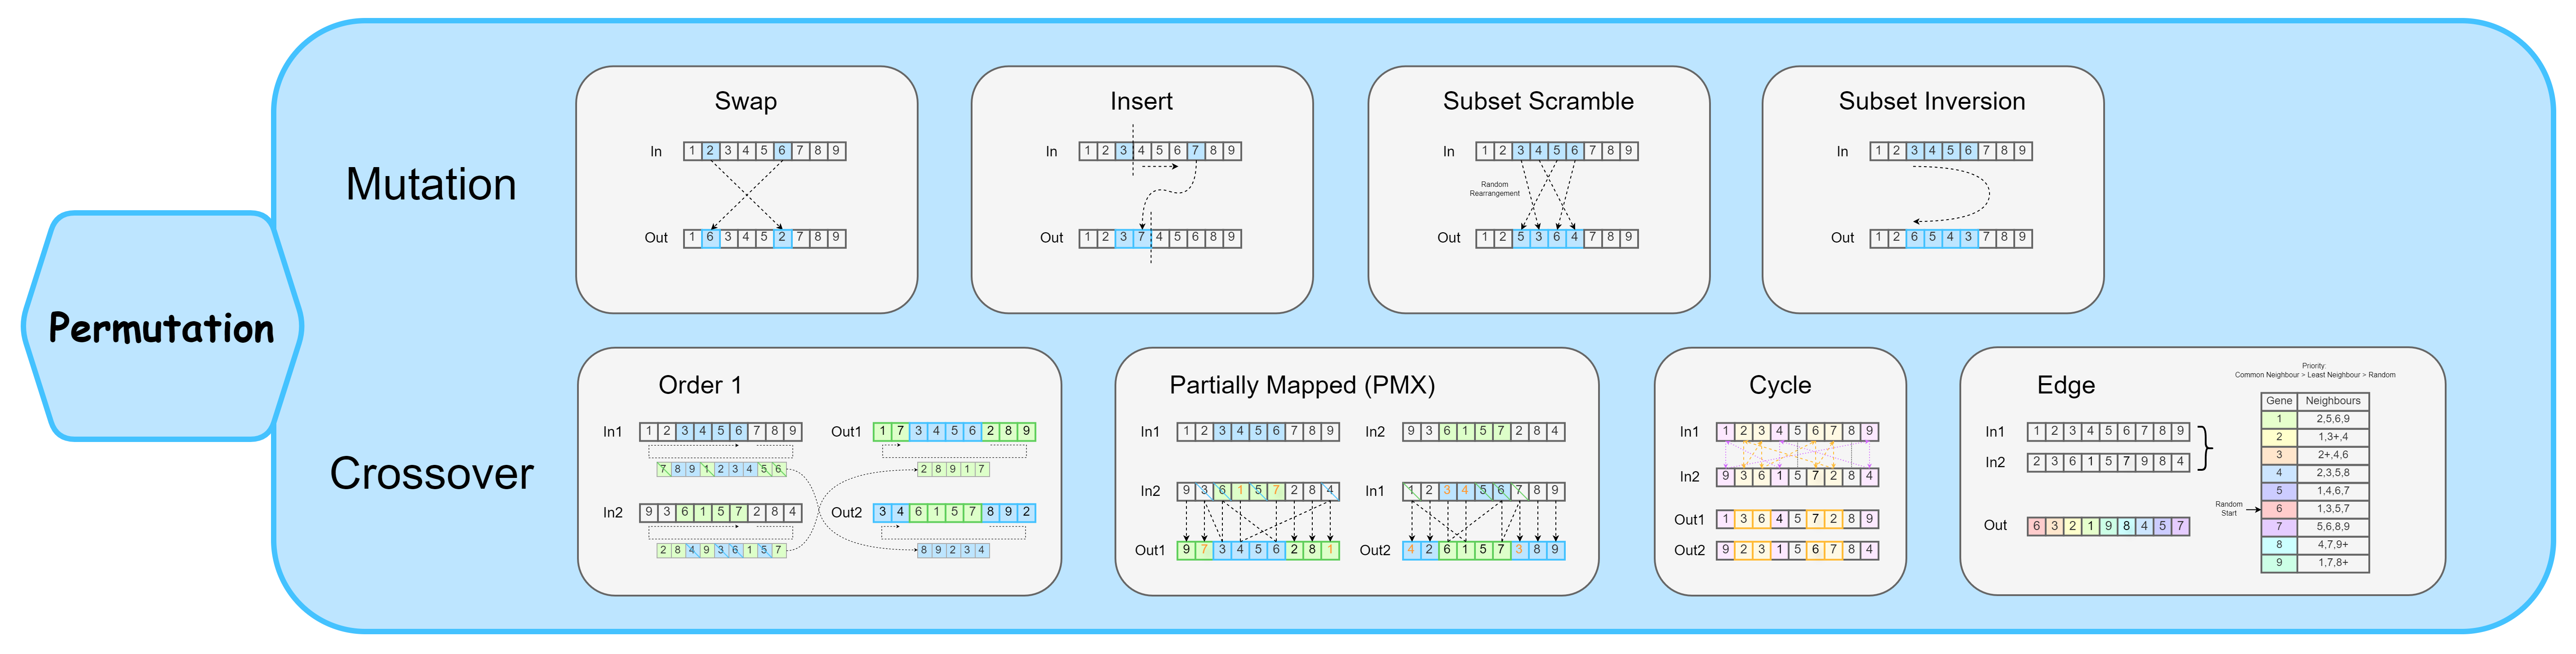 Permutation
Mutation
Swap
In 1 2 3 4 5 6 7 8 9
Out 1 6 3 4 5 2 7 8 9
Insert
In 1 2 3 4 5 6 7 8 9
Out 1 2 3 7 4 5 6 8 9
Subset Scramble
In 1 2 3 4 5 6 7 8 9
Random
Rearrangement
Out 1 2 5 3 6 4 7 8 9
Subset Inversion
In 1 2 3 4 5 6 7 8 9
Out 1 2 6 5 4 3 7 8 9
Crossover
Order 1
In1 1 2 3 4 5 6 7 8 9
7 8 9 1 2 3 4 5 6
In2 9 3 6 1 5 7 2 8 4
2 8 4 9 3 6 1 5 7
Out1 1 7 3 4 5 6 2 8 9
2 8 9 1 7
Out2 3 4 6 1 5 7 8 9 2
8 9 2 3 4
Partially Mapped (PMX)
In1 1 2 3 4 5 6 7 8 9
In2 9 3 6 1 5 7 2 8 4
In2 9 3 6 1 5 7 2 8 4
Out1 9 7 3 4 5 6 2 8 1
In1 1 2 3 4 5 6 7 8 9
Out2 4 2 6 1 5 7 3 8 9
Cycle
In1 1 2 3 4 5 6 7 8 9
In2 9 3 6 1 5 7 2 8 4
Out1 1 3 6 4 5 7 2 8 9
Out2 9 2 3 1 5 6 7 8 4
Edge
In1 1 2 3 4 5 6 7 8 9
In2 2 3 6 1 5 7 9 8 4
Out 6 3 2 1 9 8 4 5 7
Priority:
Common Neighbour > Least Neighbour > Random
Gene Neighbours
1 2,5,6,9
2 1,3+,4
3 2+,4,6
4 2,3,5,8
5 1,4,6,7
Random
Start
6 1,3,5,7
7 5,6,8,9
8 4,7,9+
9 1,7,8+